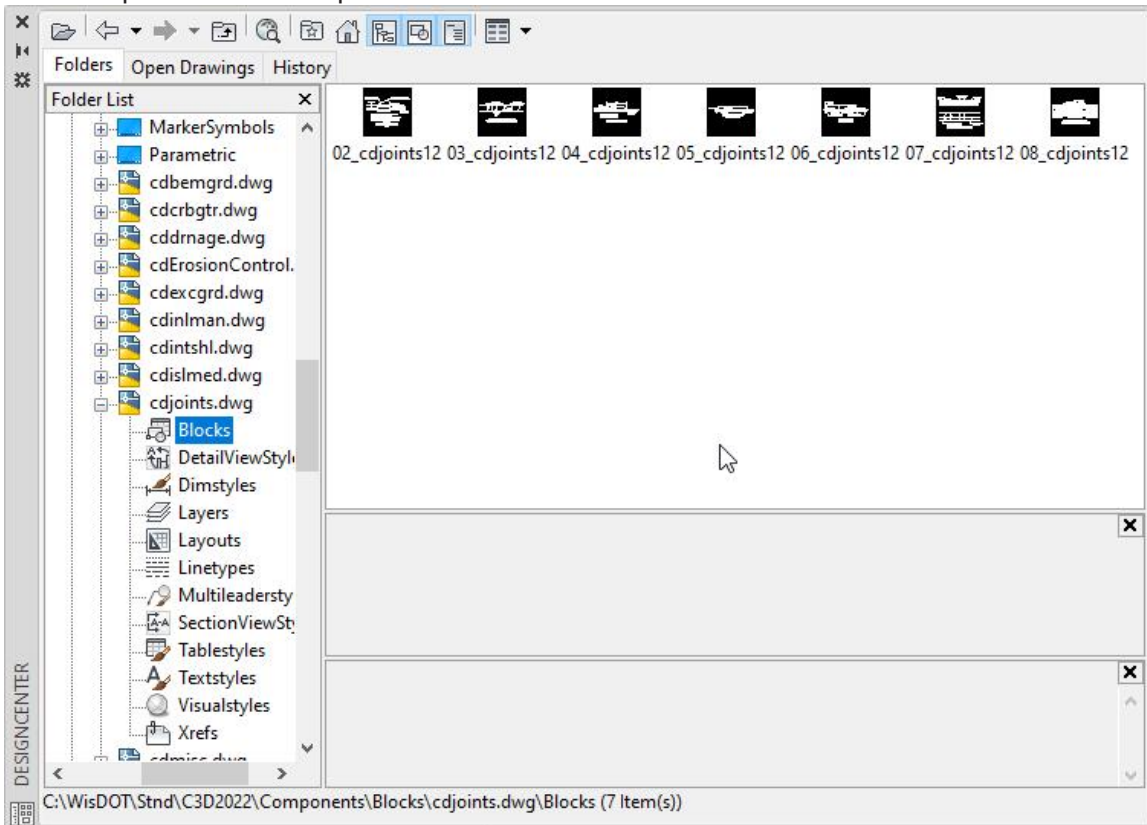 Folders Open Drawings History
Folder List
MarkerSymbols
Parametric
cdbemgrd.dwg
cdcrbgtr.dwg
cddrnage.dwg
cdErosionControl.
cdexcgrd.dwg
cdinlman.dwg
cdintshl.dwg
cdislmed.dwg
cdjoints.dwg
Blocks
DetailViewStyl
Dimstyles
Layers
Layouts
Linetypes
Multileadersty
SectionViewSt
Tablestyles
Textstyles
Visualstyles
Xrefs
02_cdjoints12 03_cdjoints12 04_cdjoints12 05_cdjoints12 06_cdjoints12 07_cdjoints12 08_cdjoints12
DESIGNCENTER
C:\WisDOT\Stnd\C3D2022\Components\Blocks\cdjoints.dwg\Blocks (7 Item(s))